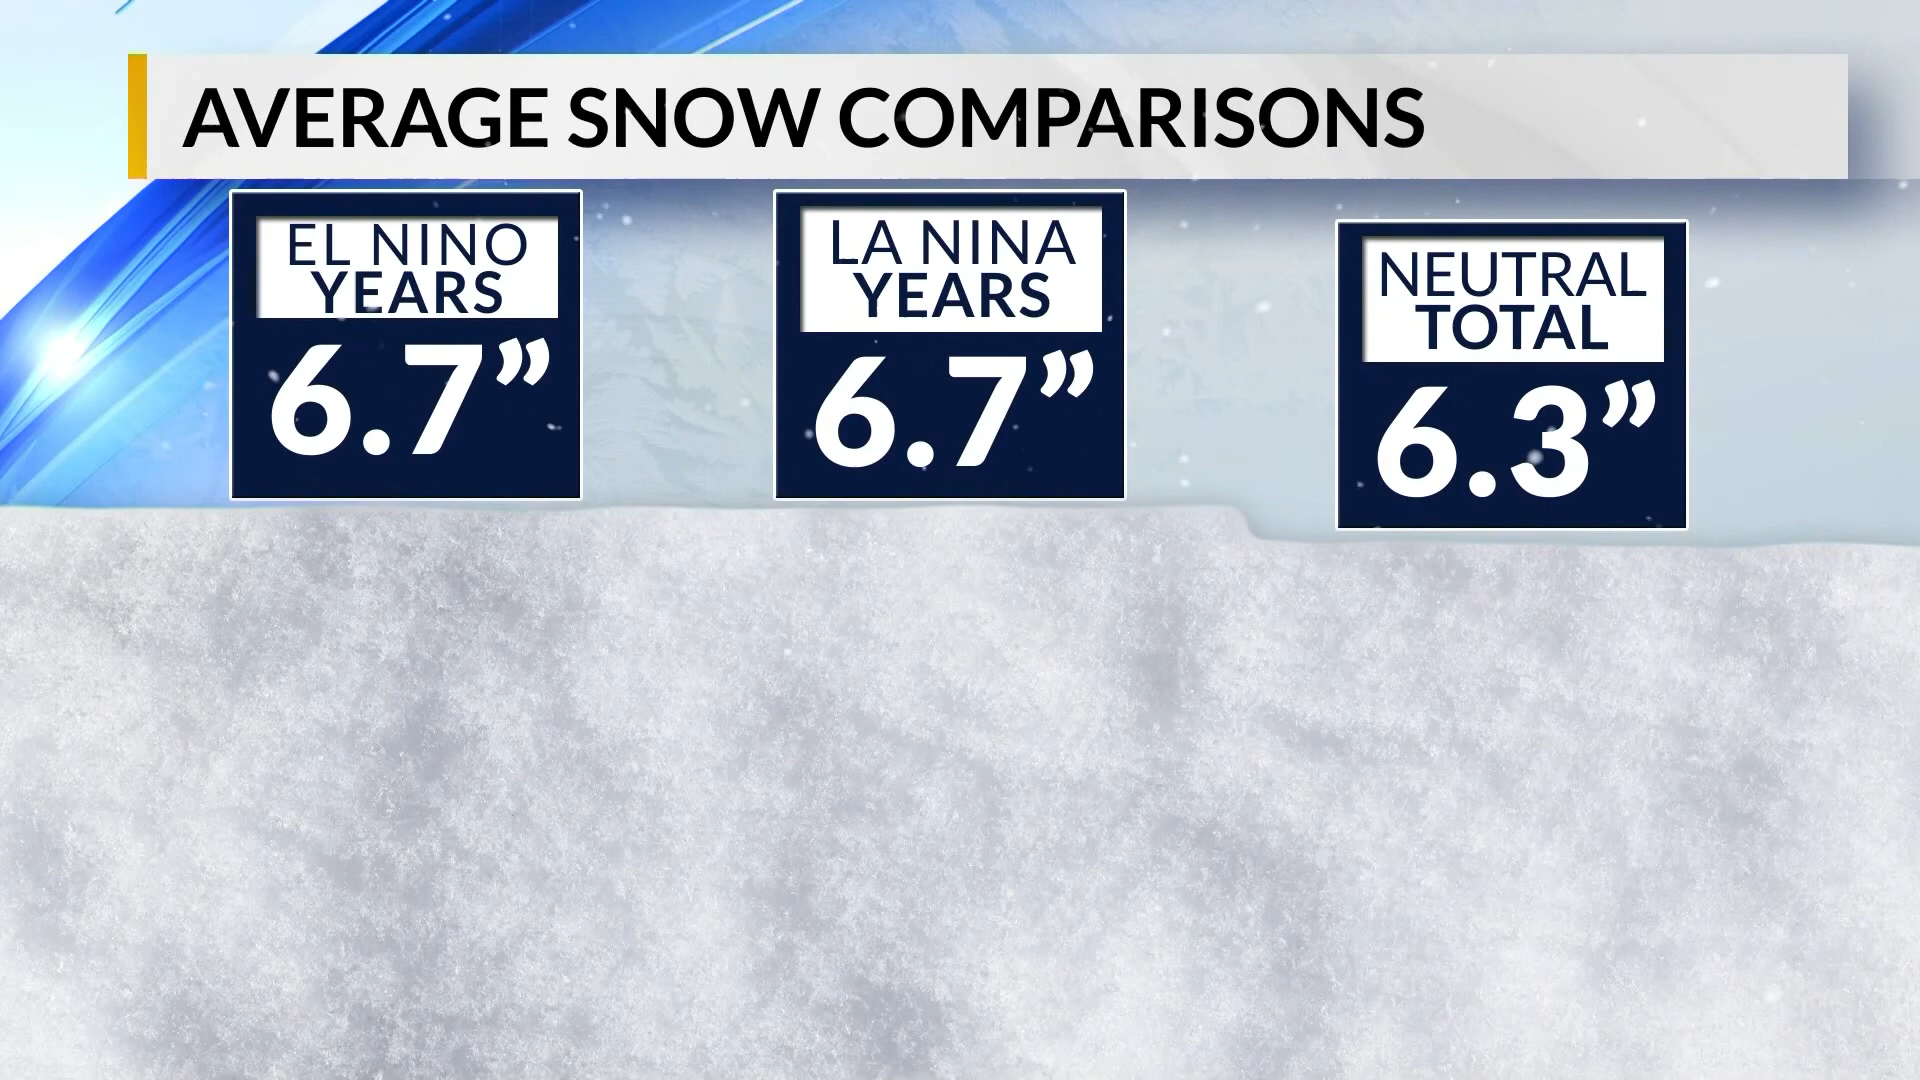 AVERAGE SNOW COMPARISONS
EL NINO
YEARS
6.7”
LA NINA
YEARS
6.7”
NEUTRAL
TOTAL
6.3”